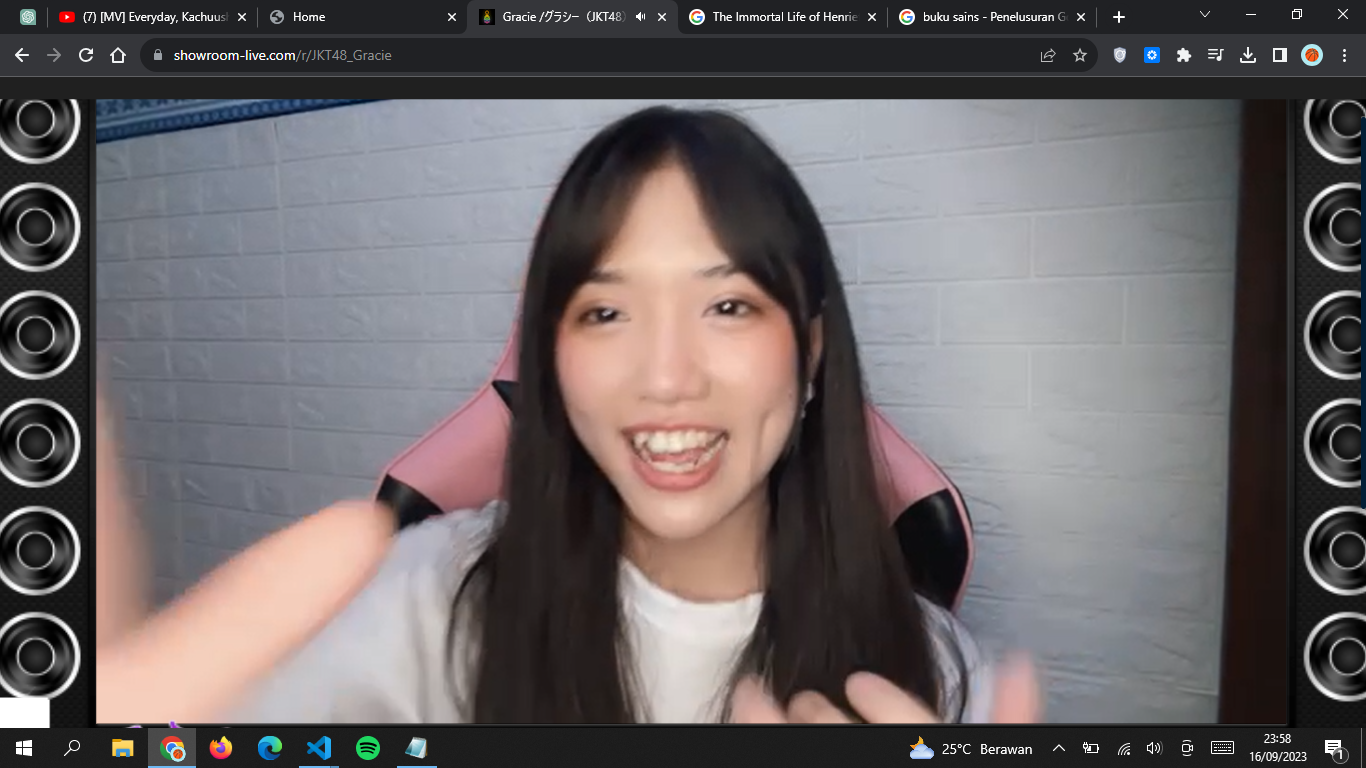 (7) [MV] Everyday, Kachuus
Home
Gracie /グラシー（JKT48）
The Immortal Life of Henrie
buku sains - Penelusuran G
showroom-live.com/r/JKT48_Gracie
25°C Berawan
23:58
16/09/2023
1